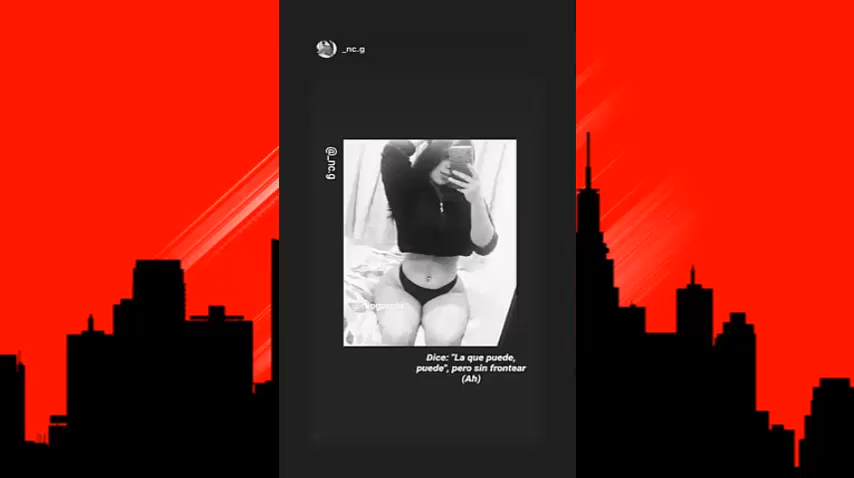 _nc.g
@_nc.g
Dice: "La que puede,
puede", pero sin frontear
(Ah)